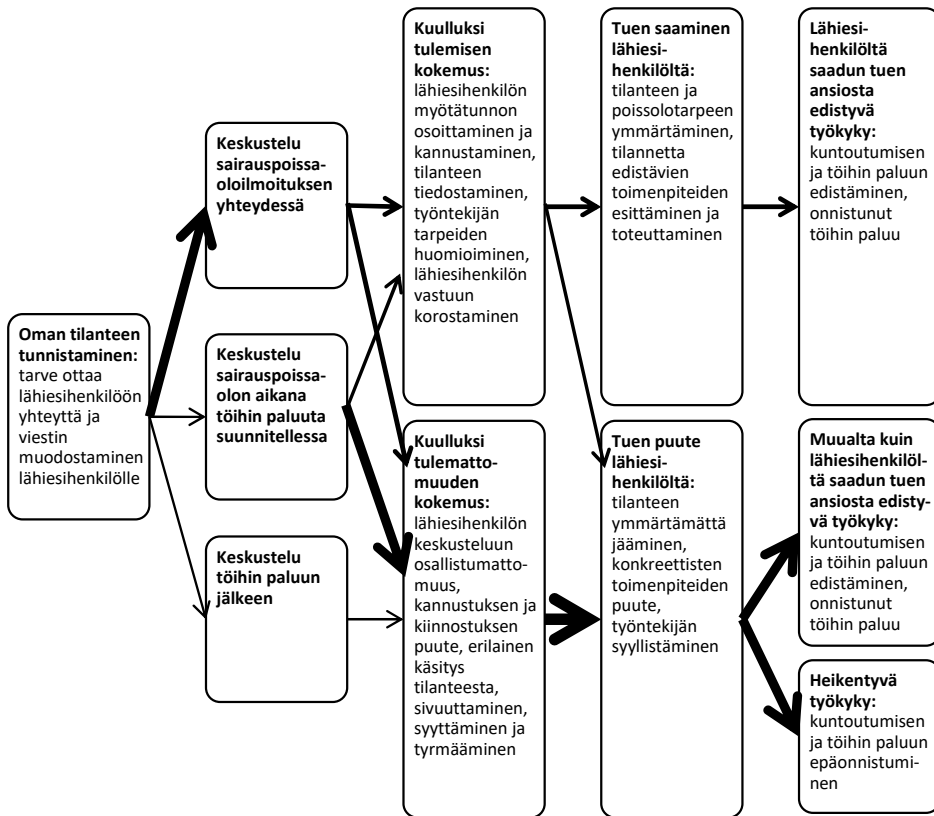 Oman tilanteen
tunnistaminen:
tarve ottaa
lähiesihenkilöön
yhteyttä ja
viestin
muodostaminen
lähiesihenkilölle
Keskustelu
sairauspoissa-
oloilmoituksen
yhteydessä
Keskustelu
sairauspoissa-
olon aikana
töihin paluuta
suunnitellessa
Keskustelu
töihin paluun
jälkeen
Kuulluksi
tulemisen
kokemus:
lähiesihenkilön
myötätunnon
osoittaminen ja
kannustaminen,
tilanteen
tiedostaminen,
työntekijän
tarpeiden
huomioiminen,
lähiesihenkilön
vastuun
korostaminen
Kuulluksi
tulematto-
muuden
kokemus:
lähiesihenkilön
keskusteluun
osallistumatto-
muus,
kannustuksen ja
kiinnostuksen
puute, erilainen
käsitys
tilanteesta,
sivuuttaminen,
syyttäminen ja
tyrmääminen
Tuen saaminen
lähiesi-
henkilöltä:
tilanteen ja
poissolotarpeen
ymmärtäminen,
tilannetta
edistävien
toimenpiteiden
esittäminen ja
toteuttaminen
Tuen puute
lähiesi-
henkilöltä:
tilanteen
ymmärtämättä
jääminen,
konkreettisten
toimenpiteiden
puute,
työntekijän
syyllistäminen
Lähiesi-
henkilöltä
saadun tuen
ansiosta
edistyvä
työkyky:
kuntoutumisen
ja töihin paluun
edistäminen,
onnistunut
töihin paluu
Muualta kuin
lähiesihenkilöl-
tä saadun tuen
ansiosta edisty-
vä työkyky:
kuntoutumisen
ja töihin paluun
edistäminen,
onnistunut
töihin paluu
Heikentyvä
työkyky:
kuntoutumisen
ja töihin paluun
epäonnistumi-
nen